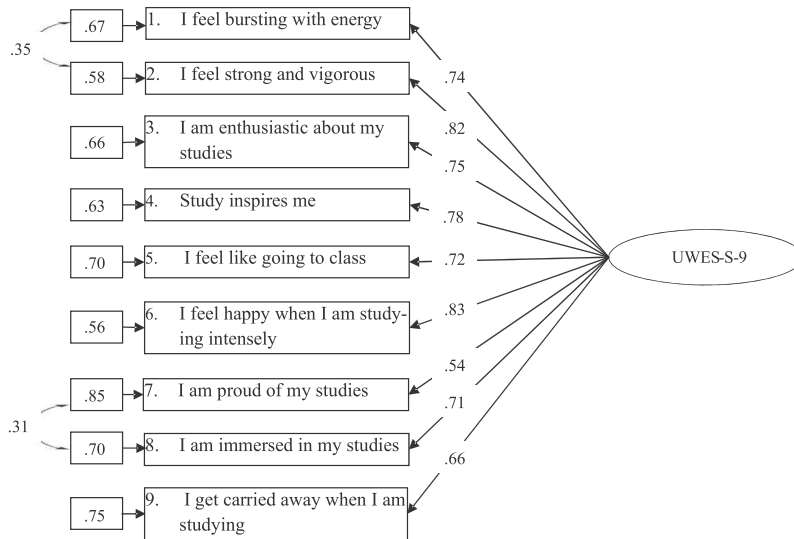 .67
1. I feel bursting with energy
.35
.58
2. I feel strong and vigorous
.74
.82
.66
3. I am enthusiastic about my
studies
.75
.63
4. Study inspires me
.78
.70
5. I feel like going to class
.72
UWES-S-9
.56
6. I feel happy when I am study-
ing intensely
.83
.85
7. I am proud of my studies
.54
.31
.70
8. I am immersed in my studies
.71
.66
.75
9. I get carried away when I am
studying